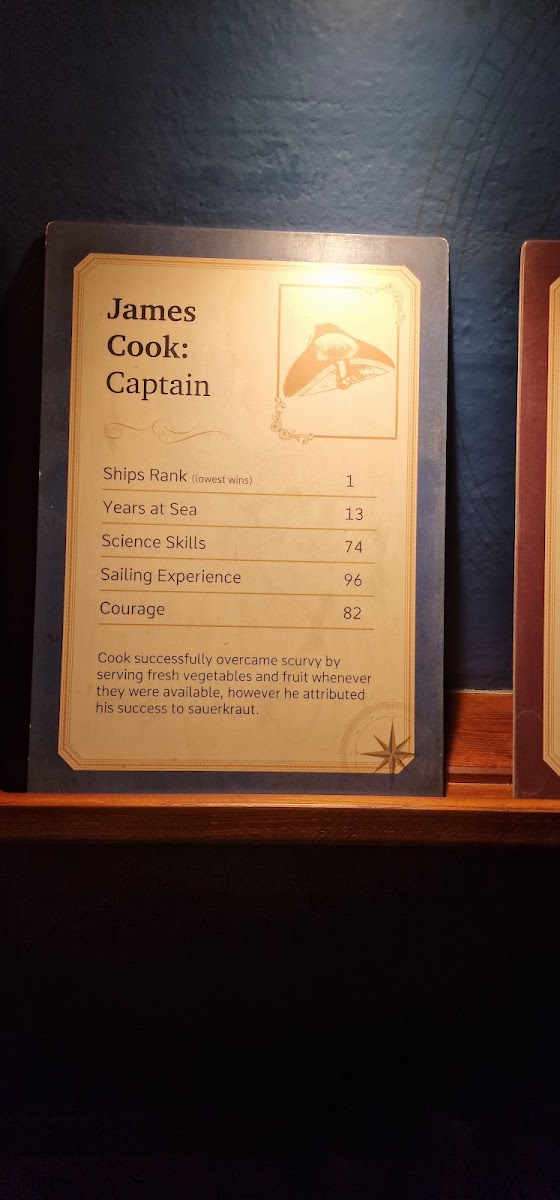 James
Cook:
Captain
Ships Rank (lowest wins) 1
Years at Sea 13
Science Skills 74
Sailing Experience 96
Courage 82
Cook successfully overcame scurvy by
serving fresh vegetables and fruit whenever
they were available, however he attributed
his success to sauerkraut.